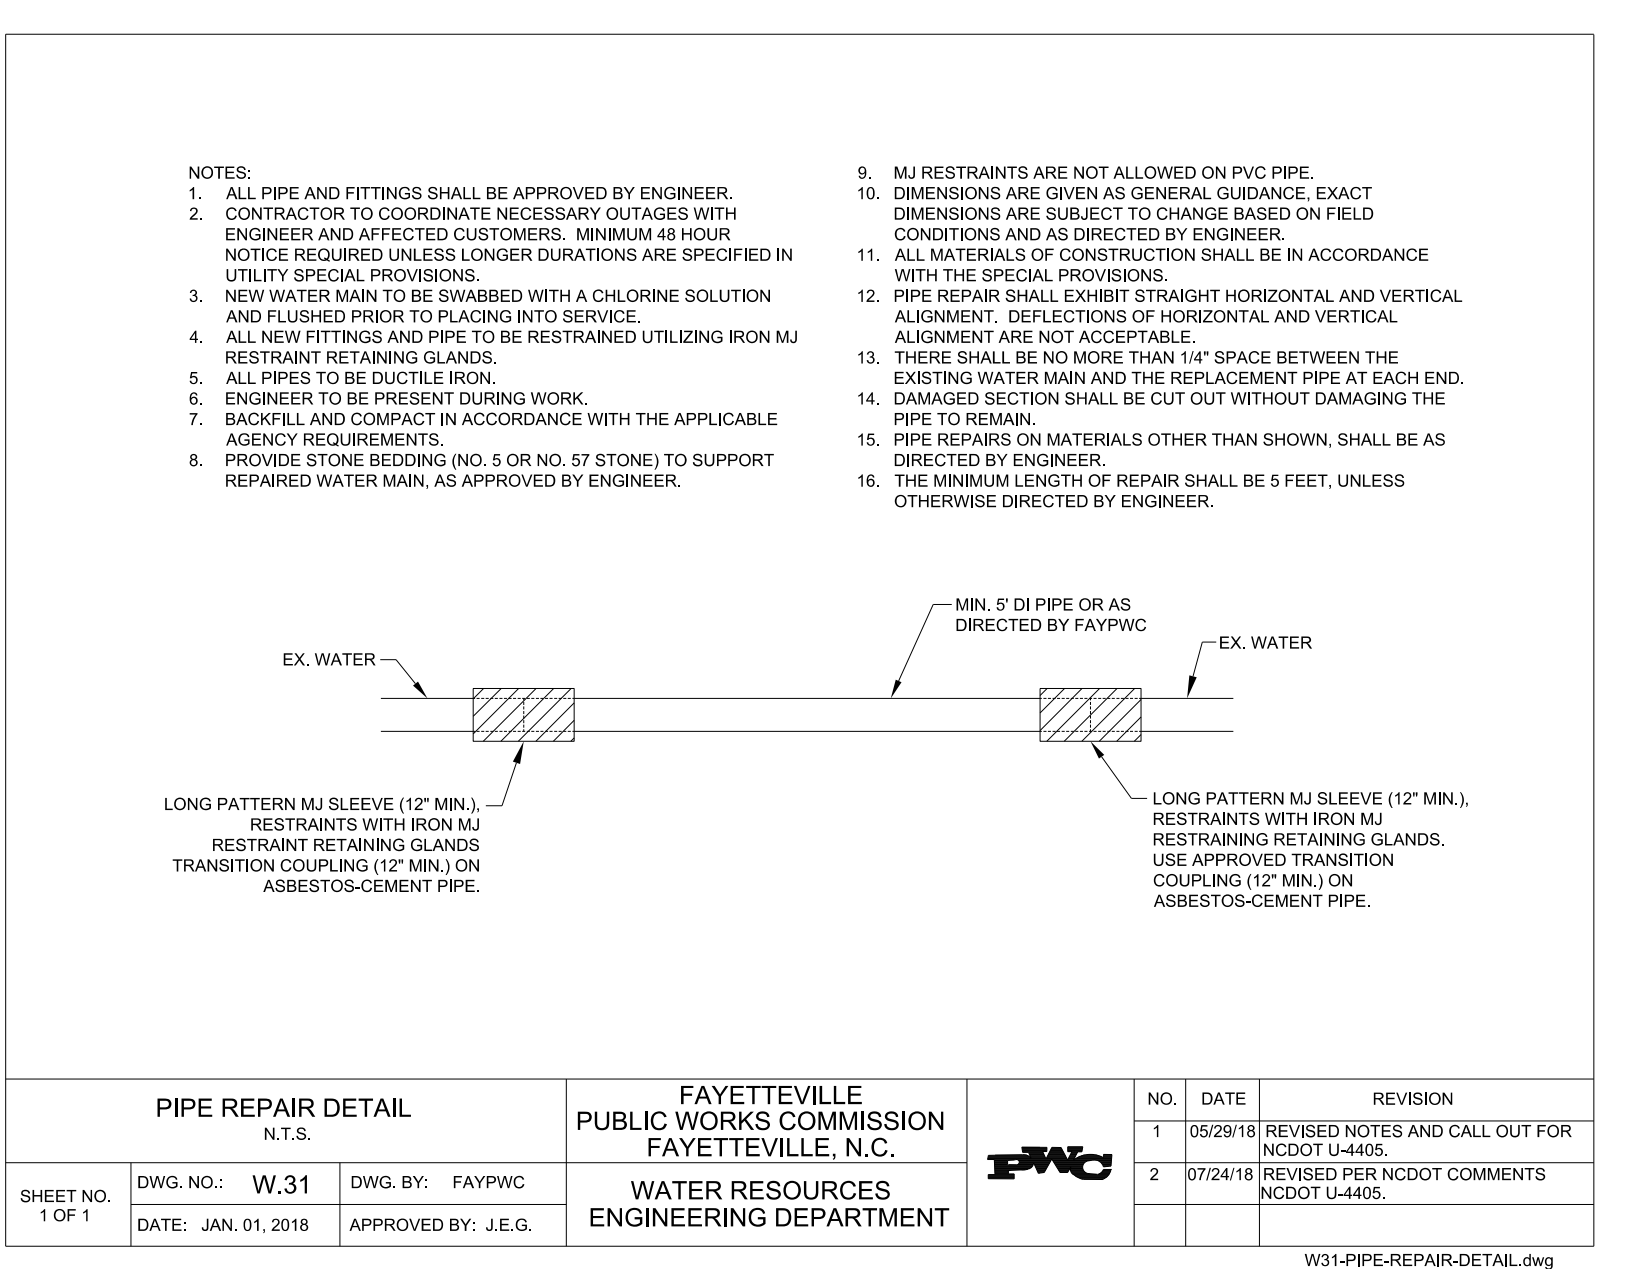 NOTES:
1. ALL PIPE AND FITTINGS SHALL BE APPROVED BY ENGINEER.
2. CONTRACTOR TO COORDINATE NECESSARY OUTAGES WITH
ENGINEER AND AFFECTED CUSTOMERS. MINIMUM 48 HOUR
NOTICE REQUIRED UNLESS LONGER DURATIONS ARE SPECIFIED IN
UTILITY SPECIAL PROVISIONS.
3. NEW WATER MAIN TO BE SWABBED WITH A CHLORINE SOLUTION
AND FLUSHED PRIOR TO PLACING INTO SERVICE.
4. ALL NEW FITTINGS AND PIPE TO BE RESTRAINED UTILIZING IRON MJ
RESTRAINT RETAINING GLANDS.
5. ALL PIPES TO BE DUCTILE IRON.
6. ENGINEER TO BE PRESENT DURING WORK.
7. BACKFILL AND COMPACT IN ACCORDANCE WITH THE APPLICABLE
AGENCY REQUIREMENTS.
8. PROVIDE STONE BEDDING (NO. 5 OR NO. 57 STONE) TO SUPPORT
REPAIRED WATER MAIN, AS APPROVED BY ENGINEER.
9. MJ RESTRAINTS ARE NOT ALLOWED ON PVC PIPE.
10. DIMENSIONS ARE GIVEN AS GENERAL GUIDANCE, EXACT
DIMENSIONS ARE SUBJECT TO CHANGE BASED ON FIELD
CONDITIONS AND AS DIRECTED BY ENGINEER.
11. ALL MATERIALS OF CONSTRUCTION SHALL BE IN ACCORDANCE
WITH THE SPECIAL PROVISIONS.
12. PIPE REPAIR SHALL EXHIBIT STRAIGHT HORIZONTAL AND VERTICAL
ALIGNMENT. DEFLECTIONS OF HORIZONTAL AND VERTICAL
ALIGNMENT ARE NOT ACCEPTABLE.
13. THERE SHALL BE NO MORE THAN 1/4" SPACE BETWEEN THE
EXISTING WATER MAIN AND THE REPLACEMENT PIPE AT EACH END.
14. DAMAGED SECTION SHALL BE CUT OUT WITHOUT DAMAGING THE
PIPE TO REMAIN.
15. PIPE REPAIRS ON MATERIALS OTHER THAN SHOWN, SHALL BE AS
DIRECTED BY ENGINEER.
16. THE MINIMUM LENGTH OF REPAIR SHALL BE 5 FEET, UNLESS
OTHERWISE DIRECTED BY ENGINEER.
MIN. 5' DI PIPE OR AS
DIRECTED BY FAYPWC
EX. WATER
EX. WATER
LONG PATTERN MJ SLEEVE (12" MIN.),
RESTRAINTS WITH IRON MJ
RESTRAINT RETAINING GLANDS
TRANSITION COUPLING (12" MIN.) ON
ASBESTOS-CEMENT PIPE.
LONG PATTERN MJ SLEEVE (12" MIN.),
RESTRAINTS WITH IRON MJ
RESTRAINING RETAINING GLANDS.
USE APPROVED TRANSITION
COUPLING (12" MIN.) ON
ASBESTOS-CEMENT PIPE.
PIPE REPAIR DETAIL
N.T.S.
SHEET NO.
1 OF 1
DWG. NO.: W.31
DWG. BY: FAYPWC
DATE: JAN. 01, 2018
APPROVED BY: J.E.G.
FAYETTEVILLE
PUBLIC WORKS COMMISSION
FAYETTEVILLE, N.C.
WATER RESOURCES
ENGINEERING DEPARTMENT
PWC
NO. DATE REVISION
1 05/29/18 REVISED NOTES AND CALL OUT FOR
NCDOT U-4405.
2 07/24/18 REVISED PER NCDOT COMMENTS
NCDOT U-4405.
W31-PIPE-REPAIR-DETAIL.dwg